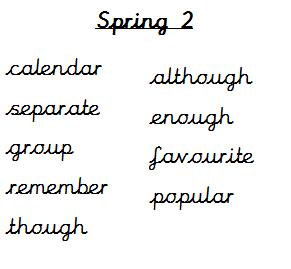 Spring 2
calendar
separate
group
remember
though
although
enough
favourite
popular